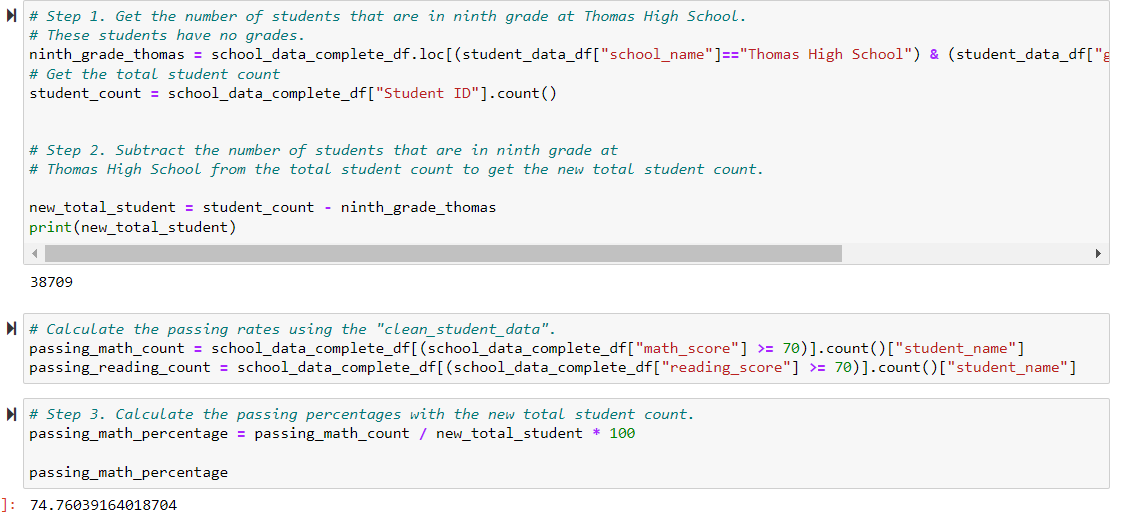 # Step 1. Get the number of students that are in ninth grade at Thomas High School.
# These students have no grades.
ninth_grade_thomas = school_data_complete_df.loc[(student_data_df["school_name"]=="Thomas High School") & (student_data_df["g
# Get the total student count
student_count = school_data_complete_df["Student ID"].count()
# Step 2. Subtract the number of students that are in ninth grade at
# Thomas High School from the total student count to get the new total student count.
new_total_student = student_count - ninth_grade_thomas
print(new_total_student)
38709
# Calculate the passing rates using the "clean_student_data".
passing_math_count = school_data_complete_df[(school_data_complete_df["math_score"] >= 70)].count()["student_name"]
passing_reading_count = school_data_complete_df[(school_data_complete_df["reading_score"] >= 70)].count()["student_name"]
# Step 3. Calculate the passing percentages with the new total student count.
passing_math_percentage = passing_math_count / new_total_student * 100
passing_math_percentage
]: 74.76039164018704